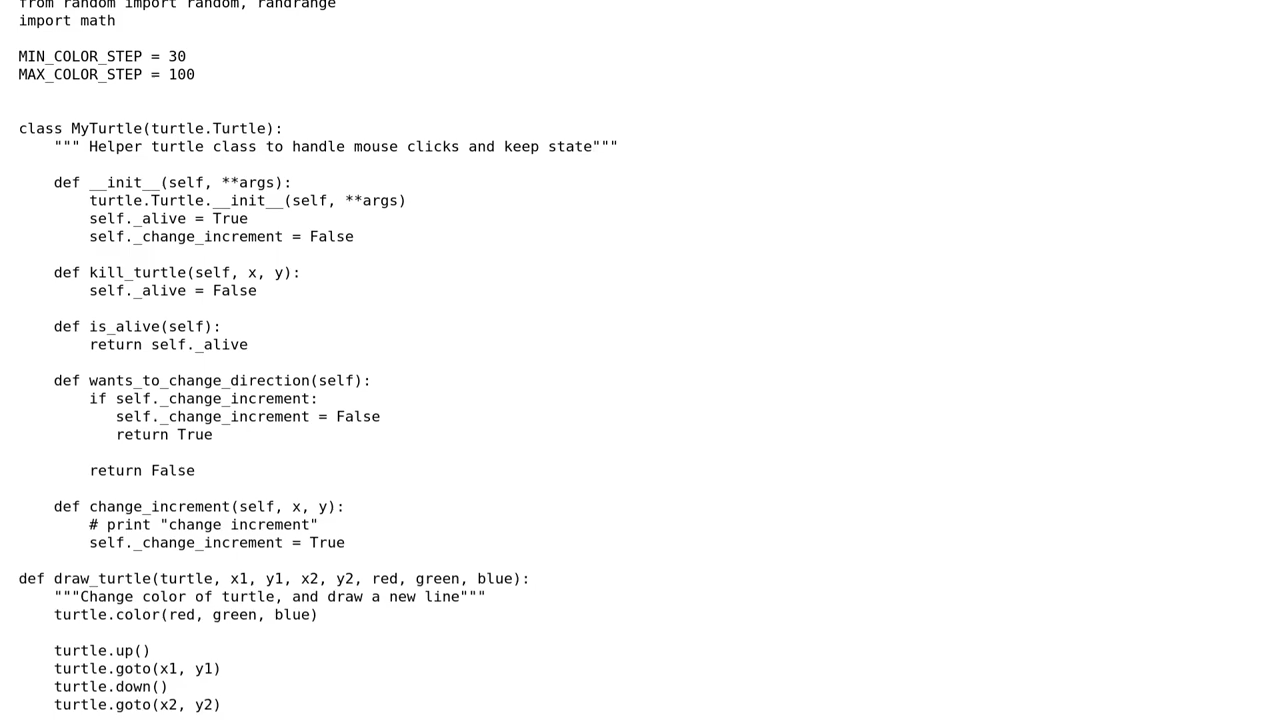 from random import random, randrange
import math

MIN_COLOR_STEP = 30
MAX_COLOR_STEP = 100


class MyTurtle(turtle.Turtle):
    """ Helper turtle class to handle mouse clicks and keep state"""

    def __init__(self, **args):
        turtle.Turtle.__init__(self, **args)
        self._alive = True
        self._change_increment = False

    def kill_turtle(self, x, y):
        self._alive = False

    def is_alive(self):
        return self._alive

    def wants_to_change_direction(self):
        if self._change_increment:
           self._change_increment = False
           return True

        return False

    def change_increment(self, x, y):
        # print "change increment"
        self._change_increment = True

def draw_turtle(turtle, x1, y1, x2, y2, red, green, blue):
    """Change color of turtle, and draw a new line"""
    turtle.color(red, green, blue)

    turtle.up()
    turtle.goto(x1, y1)
    turtle.down()
    turtle.goto(x2, y2)